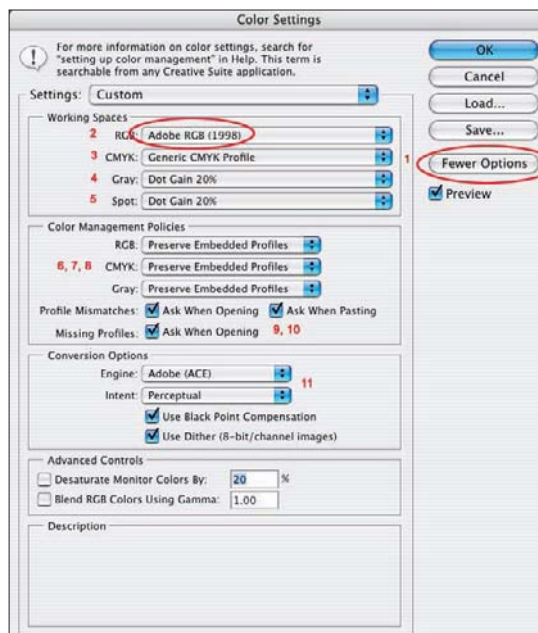 Color Settings
For more information on color settings, search for
"setting up color management" in Help. This term is
searchable from any Creative Suite application.
OK
Cancel
Load...
Save...
1 Fewer Options
Preview
Settings: Custom
Working Spaces
2 RGB: Adobe RGB (1998)
3 CMYK: Generic CMYK Profile
4 Gray: Dot Gain 20%
5 Spot: Dot Gain 20%
Color Management Policies
RGB: Preserve Embedded Profiles
6, 7, 8 CMYK: Preserve Embedded Profiles
Gray: Preserve Embedded Profiles
Profile Mismatches: Ask When Opening Ask When Pasting
Missing Profiles: Ask When Opening 9, 10
Conversion Options
Engine: Adobe (ACE)
11
Intent: Perceptual
Use Black Point Compensation
Use Dither (8-bit/channel images)
Advanced Controls
Desaturate Monitor Colors By: 20 %
Blend RGB Colors Using Gamma: 1.00
Description